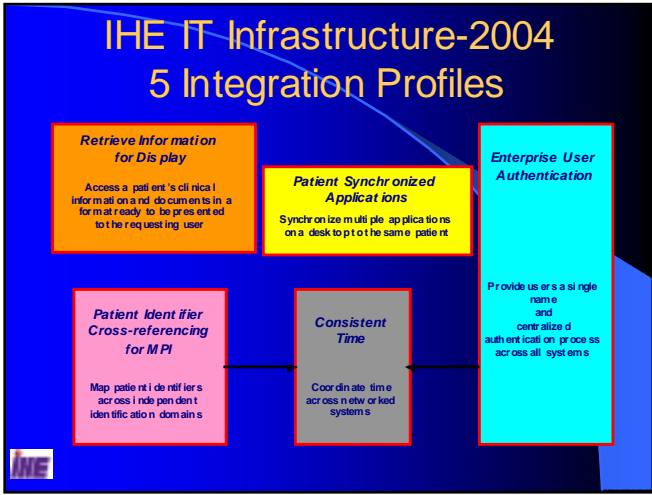 IHE IT Infrastructure-2004
5 Integration Profiles
Retrieve Information
for Display
Access a patient's clinical
information and documents in a
format ready to be presented
to the requesting user
Patient Synchronized
Applications
Synchronize multiple applications
on a desktop to the same patient
Enterprise User
Authentication
Provide users a single
name
and
centralized
authentication process
across all systems
Patient Identifier
Cross-referencing
for MPI
Map patient identifiers
across independent
identification domains
Consistent
Time
Coordinate time
across networked
systems
IHE